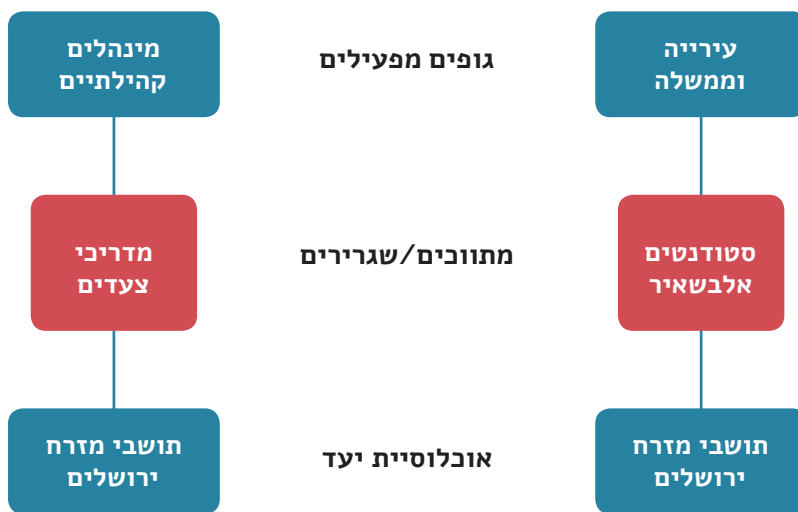 עירייה
וממשלה
גופים מפעילים
מינהלים
קהילתיים
סטודנטים
אלבשאיר
מתווכים/שגרירים
מדריכי
צעדים
תושבי מזרח
ירושלים
אוכלוסיית יעד
תושבי מזרח
ירושלים